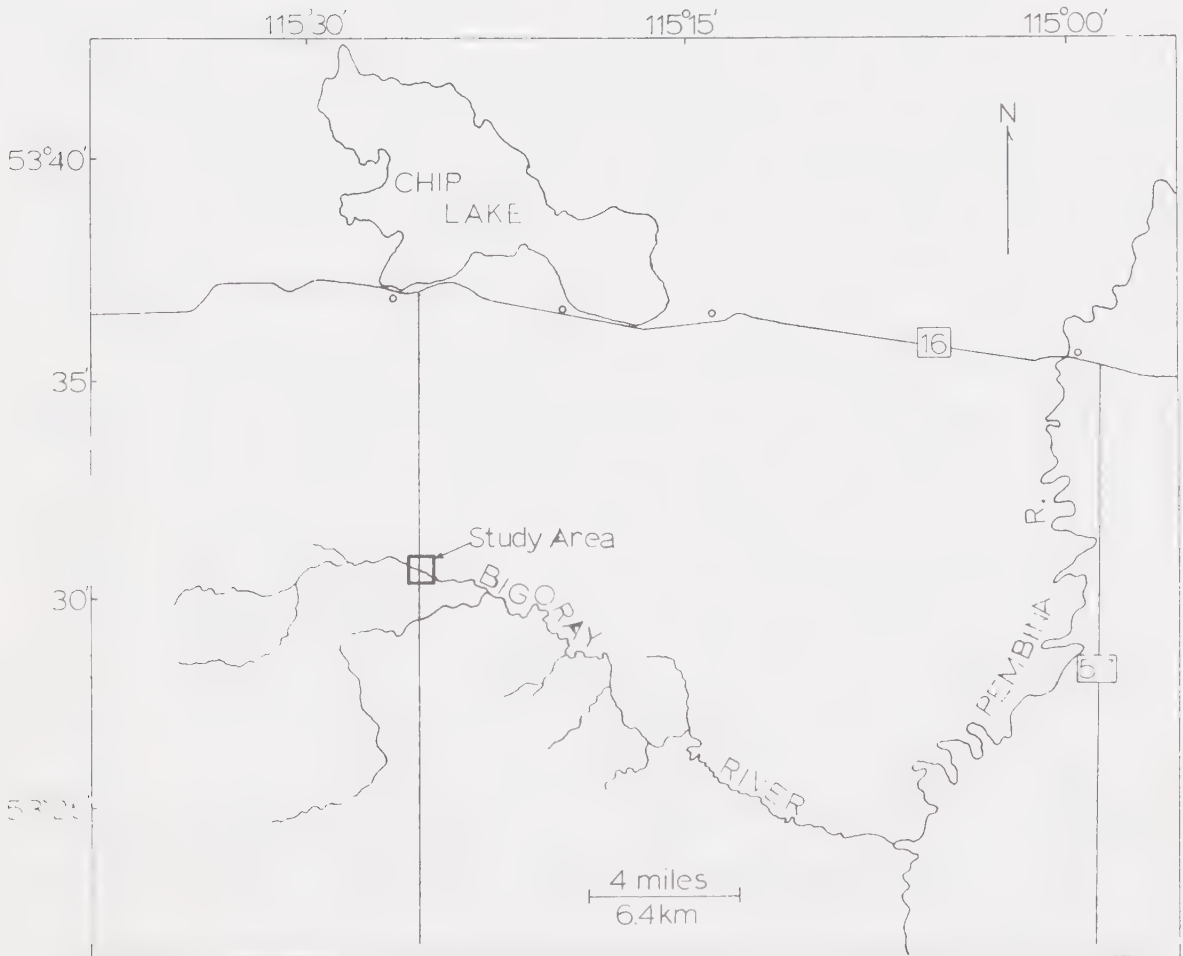 115°30' 115°15' 115°00'
N
53°40'
CHIP
LAKE
16
35'
R.
Study Area
BIGORAY
30'
PEMBINA
RIVER
4 miles
6.4km